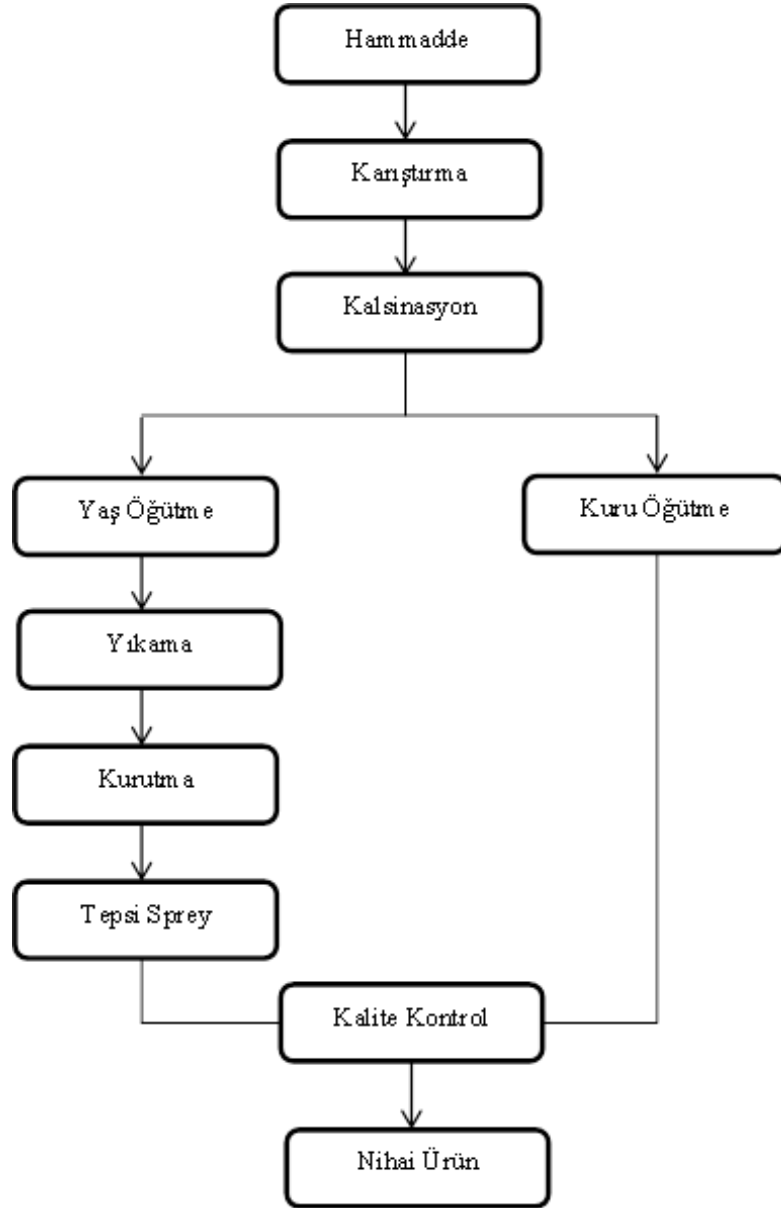 Hammadde
Karıştırma
Kalsinasyon
Yaş Öğütme
Kuru Öğütme
Yıkama
Kurutma
Tepsi Sprey
Kalite Kontrol
Nihai Ürün